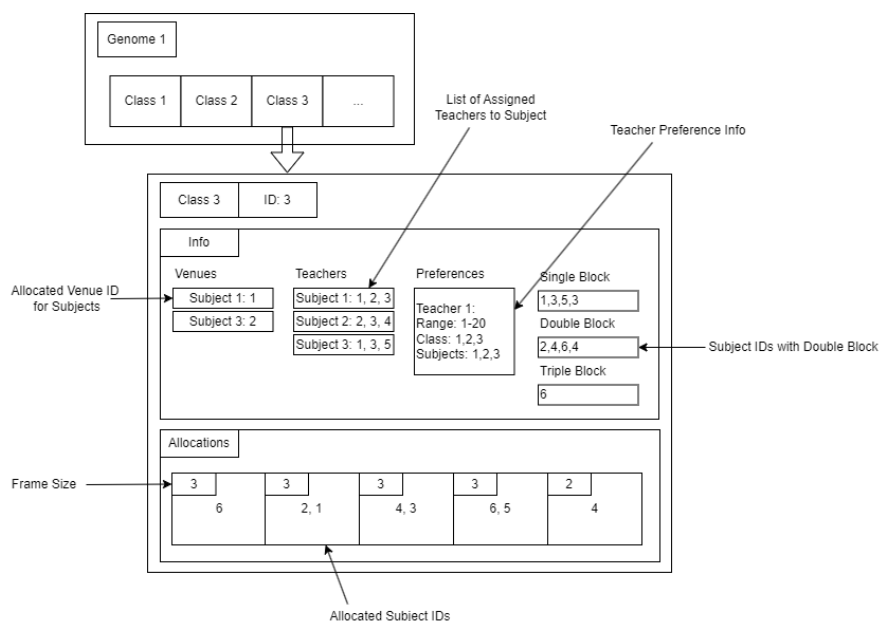 Genome 1
Class 1
Class 2
Class 3
...
List of Assigned
Teachers to Subject
Teacher Preference Info
Class 3
ID: 3
Info
Venues
Teachers
Preferences
Single Block
Allocated Venue ID
for Subjects
Subject 1: 1
Subject 3: 2
Subject 1: 1, 2, 3
Subject 2: 2, 3, 4
Subject 3: 1, 3, 5
Teacher 1:
Range: 1-20
Class: 1,2,3
Subjects: 1,2,3
1,3,5,3
Double Block
2,4,6,4
Subject IDs with Double Block
Triple Block
6
Allocations
Frame Size
3
6
3
2, 1
3
4, 3
3
6, 5
2
4
Allocated Subject IDs